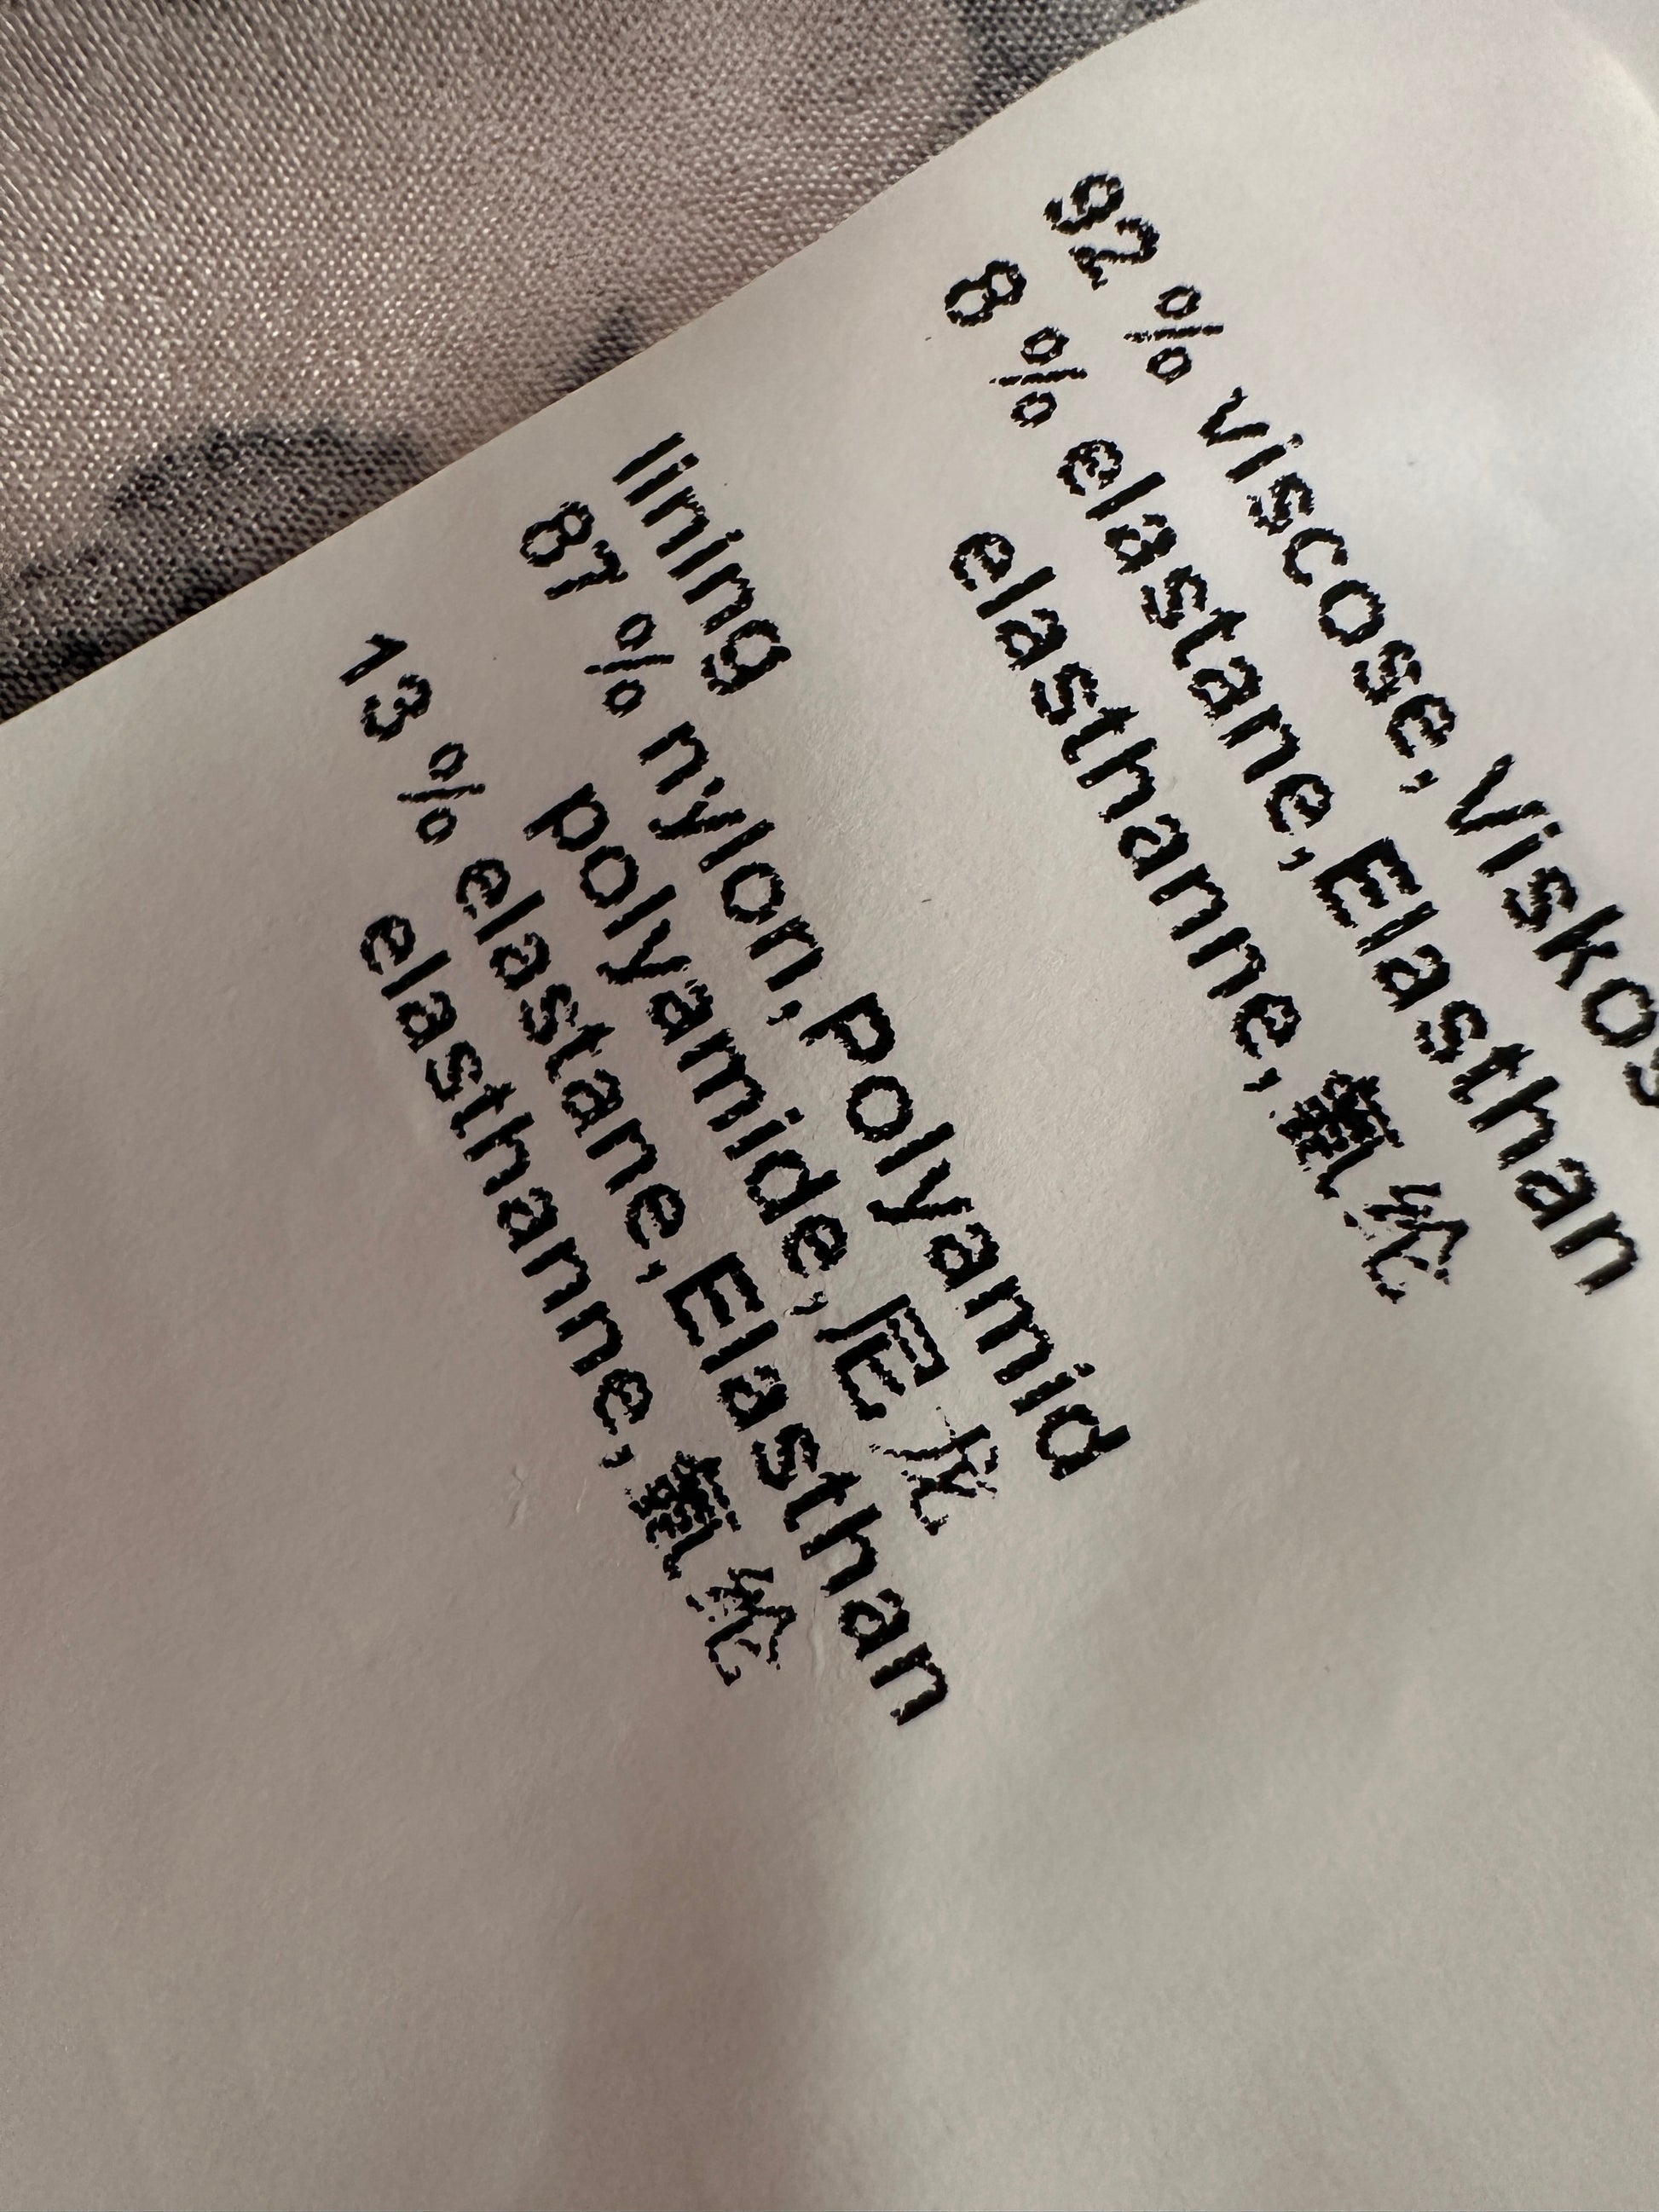 92 % viscose, Viskos
8 % elastane, Elasthan
elasthanne, 氨纶
lining
87 % nylon, Polyamid
polyamide, 尼龙
13 % elastane, Elasthan
elasthanne, 氨纶